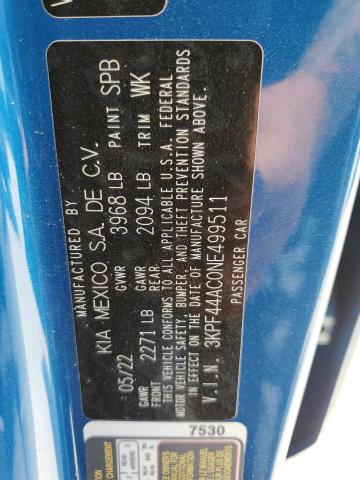 MANUFACTURED BY
KIA MEXICO, S.A. DE C.V.
05/22 GVWR 3968 LB PAINT SPB
GAWR FRONT 2271 LB GAWR REAR 2094 LB TRIM WK
THIS VEHICLE CONFORMS TO ALL APPLICABLE U.S.A. FEDERAL
MOTOR VEHICLE SAFETY, BUMPER, AND THEFT PREVENTION STANDARDS
IN EFFECT ON THE DATE OF MANUFACTURE SHOWN ABOVE.
V.I.N. 3KPF44AC0NE499511
PASSENGER CAR
7530